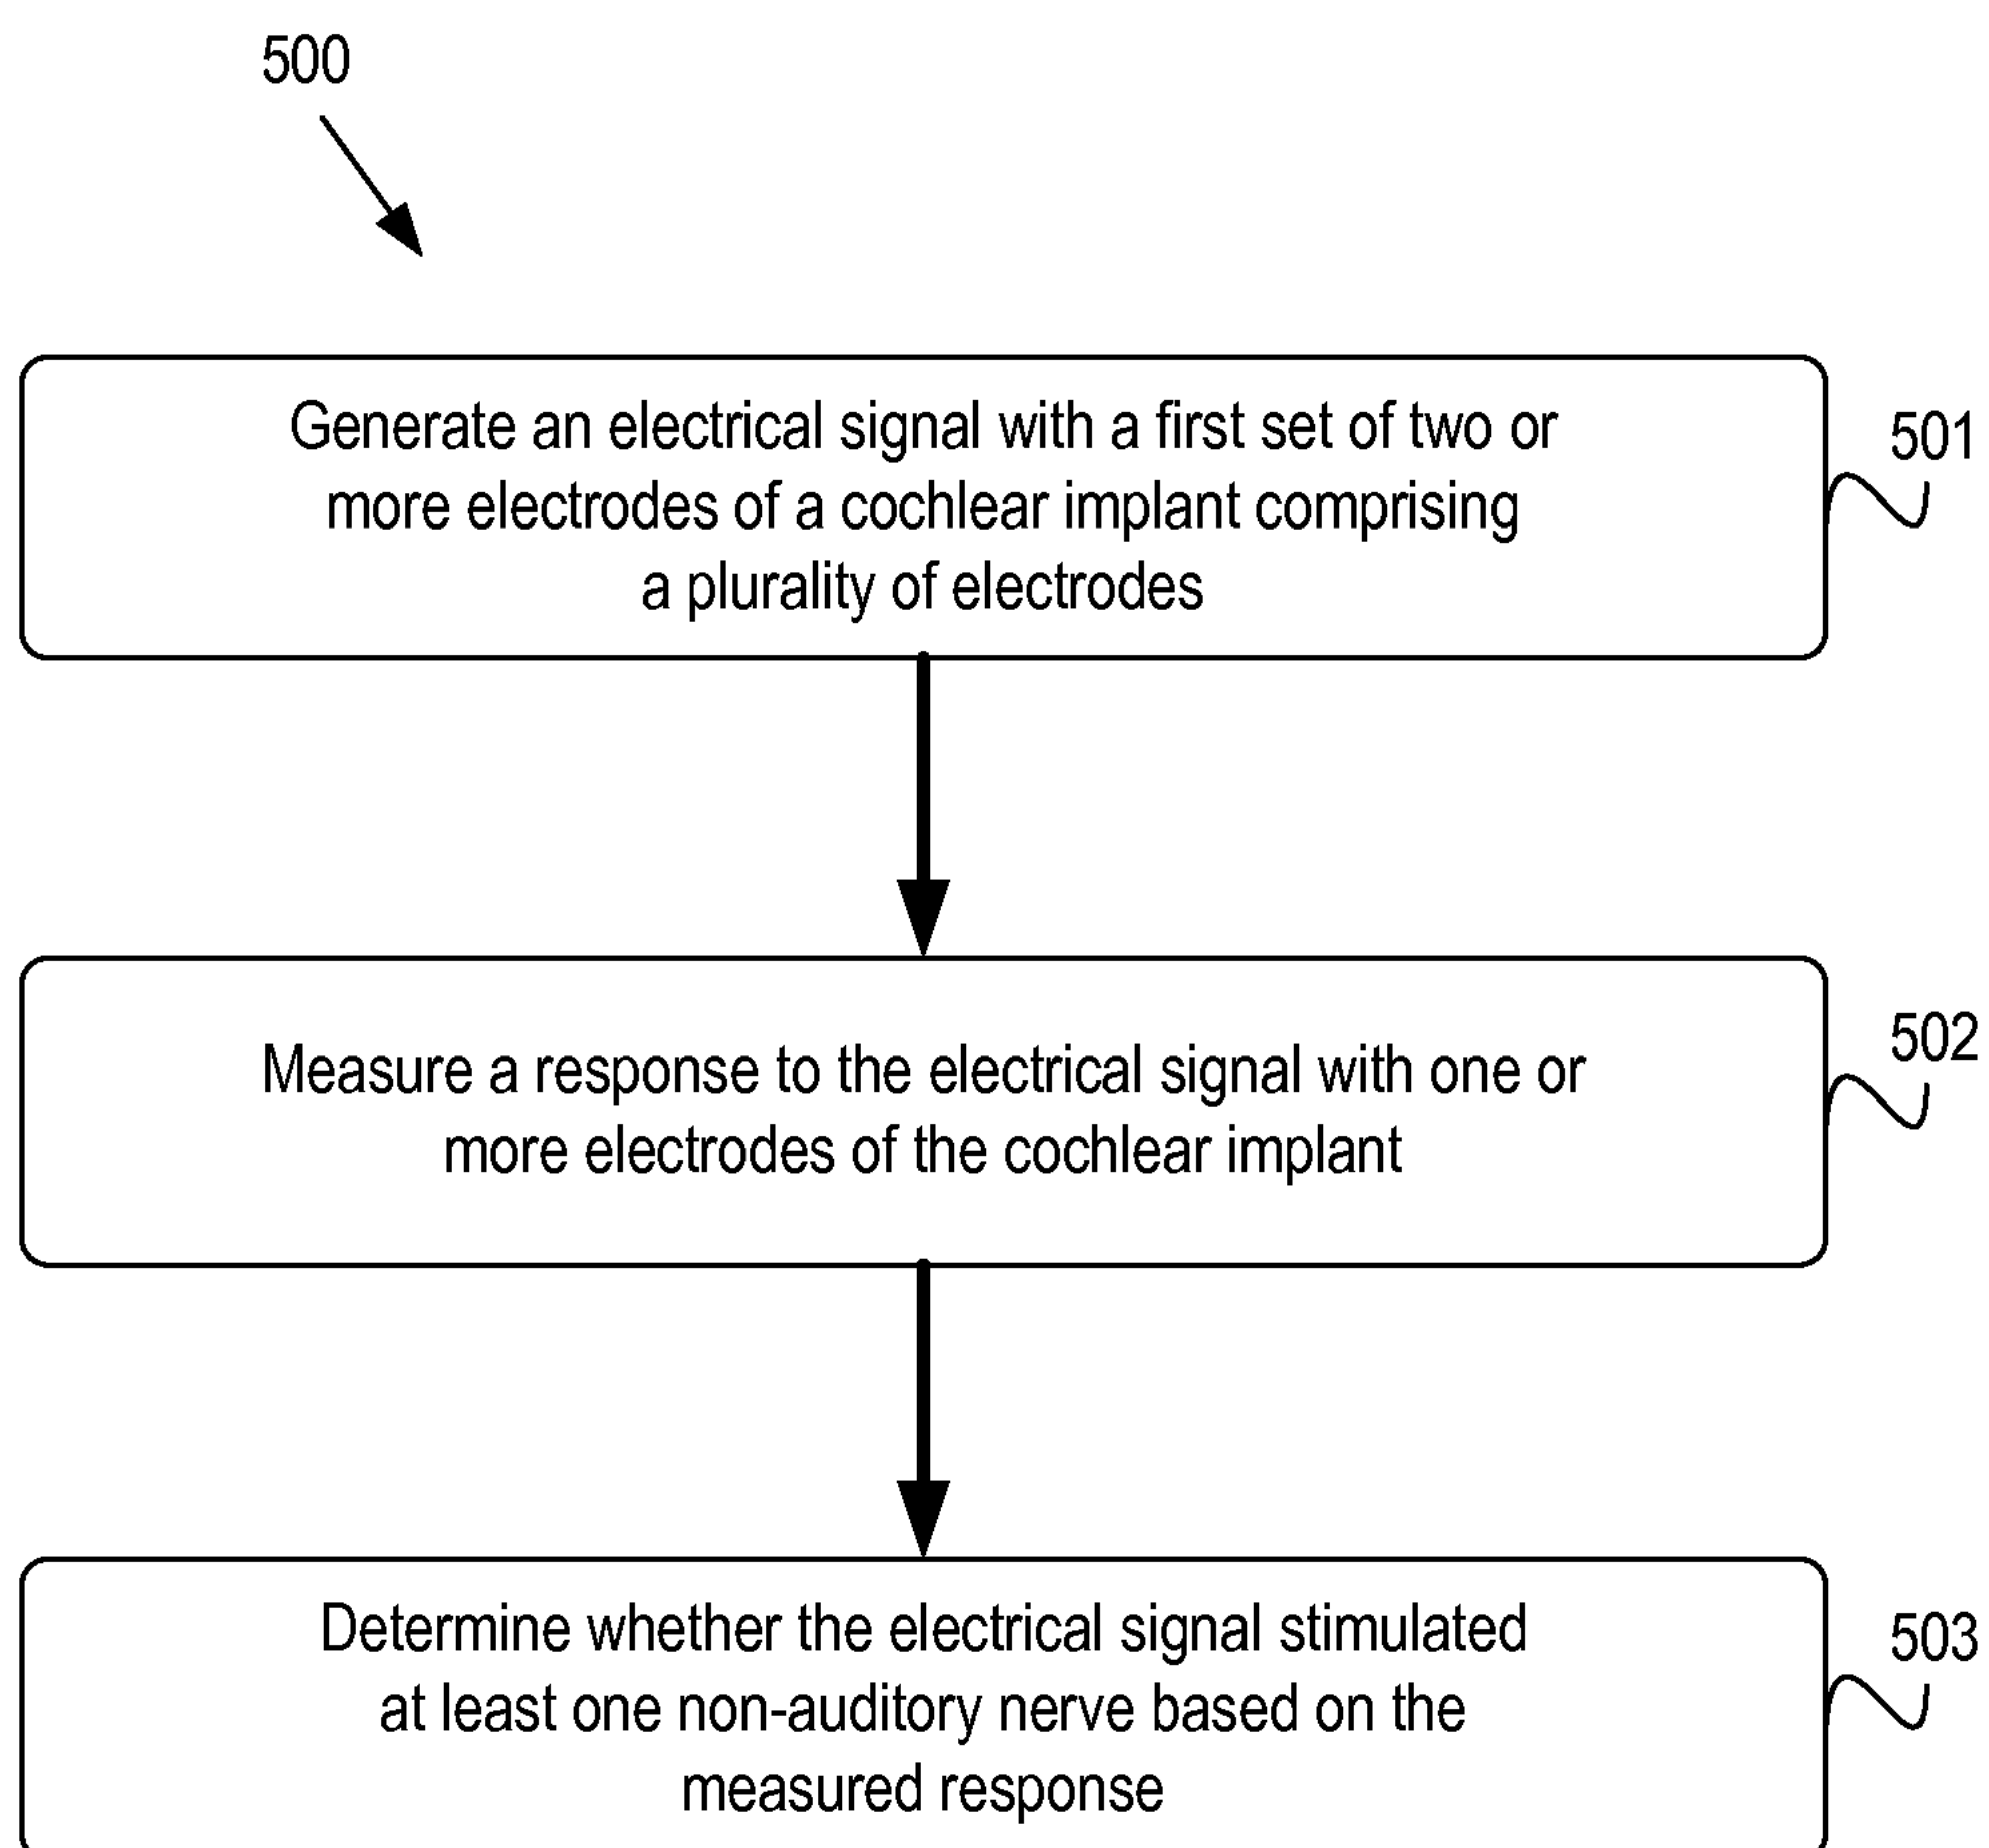 500
Generate an electrical signal with a first set of two or
more electrodes of a cochlear implant comprising
a plurality of electrodes
501
Measure a response to the electrical signal with one or
more electrodes of the cochlear implant
502
Determine whether the electrical signal stimulated
at least one non-auditory nerve based on the
measured response
503